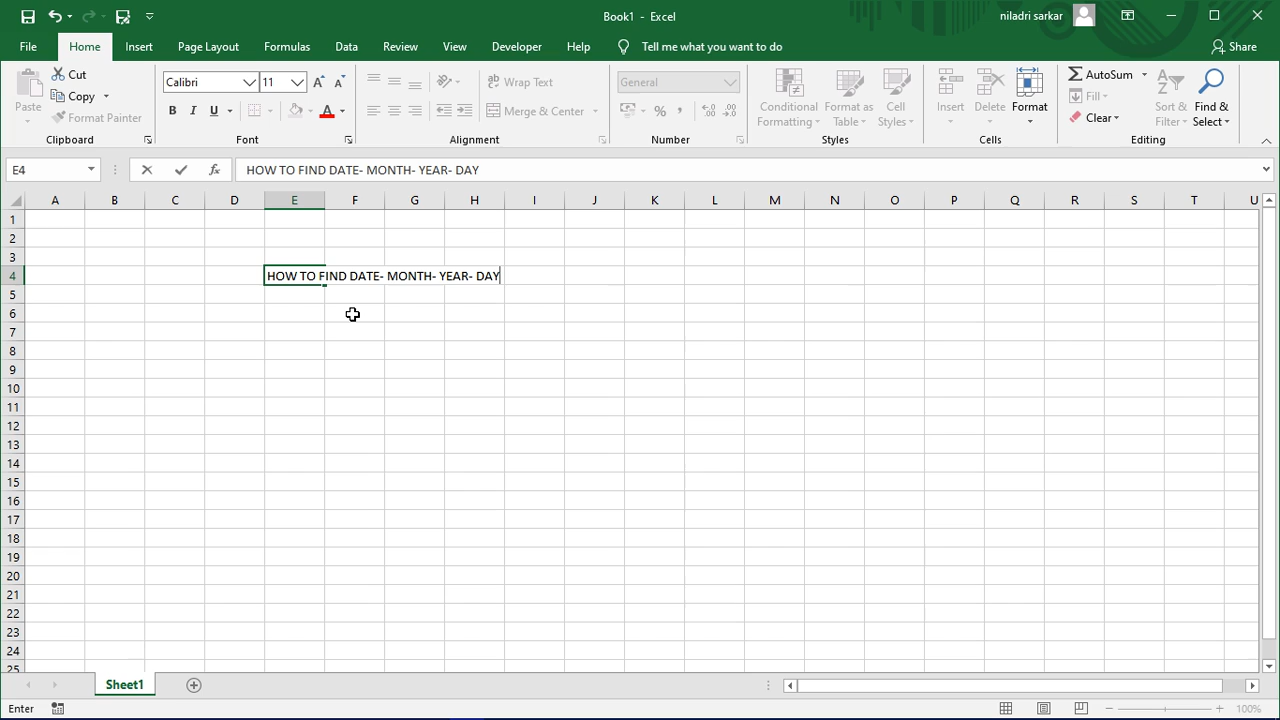 Book1 - Excel
niladri sarkar
File Home Insert Page Layout Formulas Data Review View Developer Help Tell me what you want to do Share
Paste
Cut
Copy
Format Painter
Clipboard
Calibri 11
B I U
Font
Wrap Text
Merge & Center
Alignment
General
Number
Conditional Formatting
Format as Table
Cell Styles
Styles
Insert
Delete
Format
Cells
AutoSum
Fill
Clear
Sort & Filter
Find & Select
Editing
E4 fx HOW TO FIND DATE- MONTH- YEAR- DAY
A B C D E F G H I J K L M N O P Q R S T U
1
2
3
4 HOW TO FIND DATE- MONTH- YEAR- DAY
5
6
7
8
9
10
11
12
13
14
15
16
17
18
19
20
21
22
23
24
25
Sheet1
Enter 100%